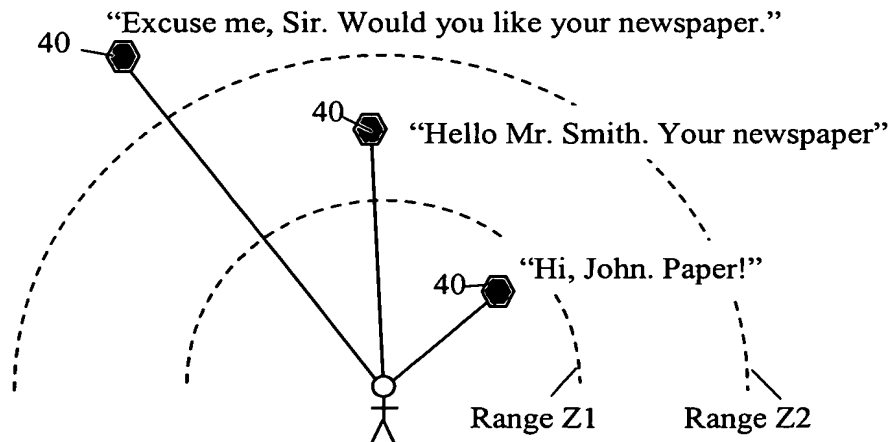 “Excuse me, Sir. Would you like your newspaper.”
40
40
“Hello Mr. Smith. Your newspaper”
“Hi, John. Paper!”
40
Range Z1
Range Z2